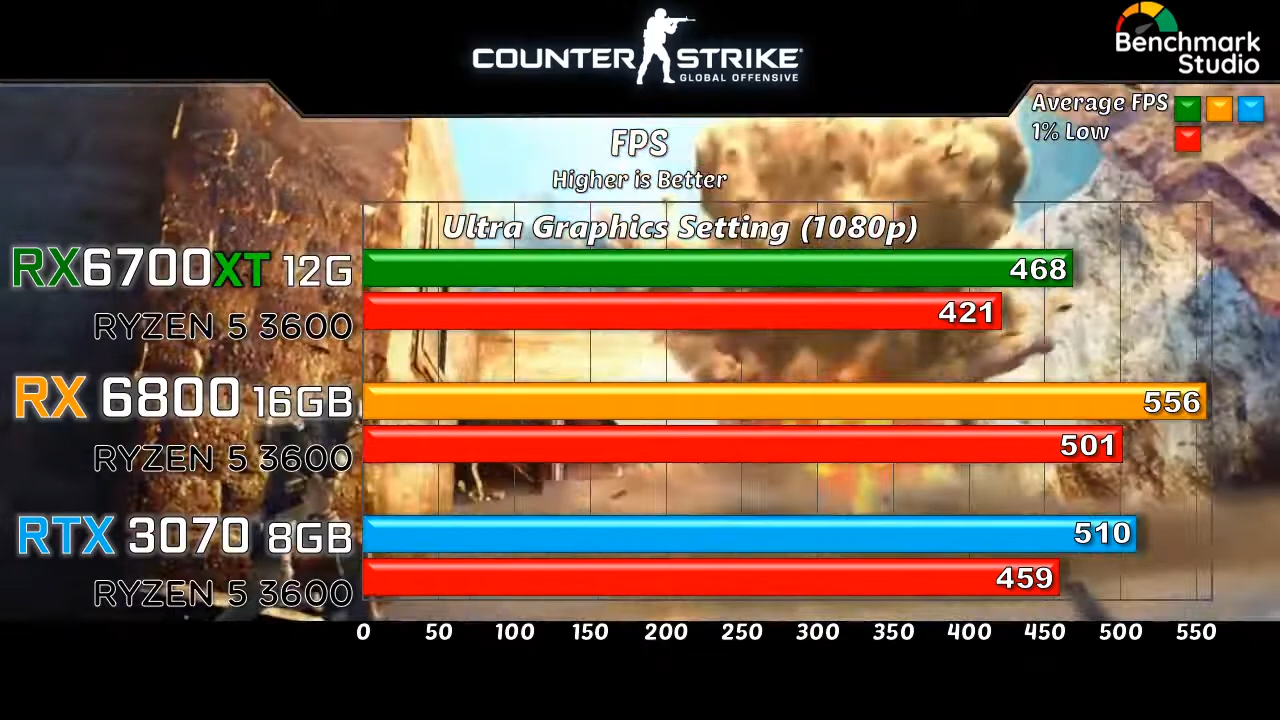 COUNTER STRIKE
GLOBAL OFFENSIVE
Benchmark
Studio
Average FPS
1% Low
FPS
Higher is Better
Ultra Graphics Setting (1080p)
RX6700XT 12G
468
RYZEN 5 3600
421
RX 6800 16GB
556
RYZEN 5 3600
501
RTX 3070 8GB
510
RYZEN 5 3600
459
0 50 100 150 200 250 300 350 400 450 500 550